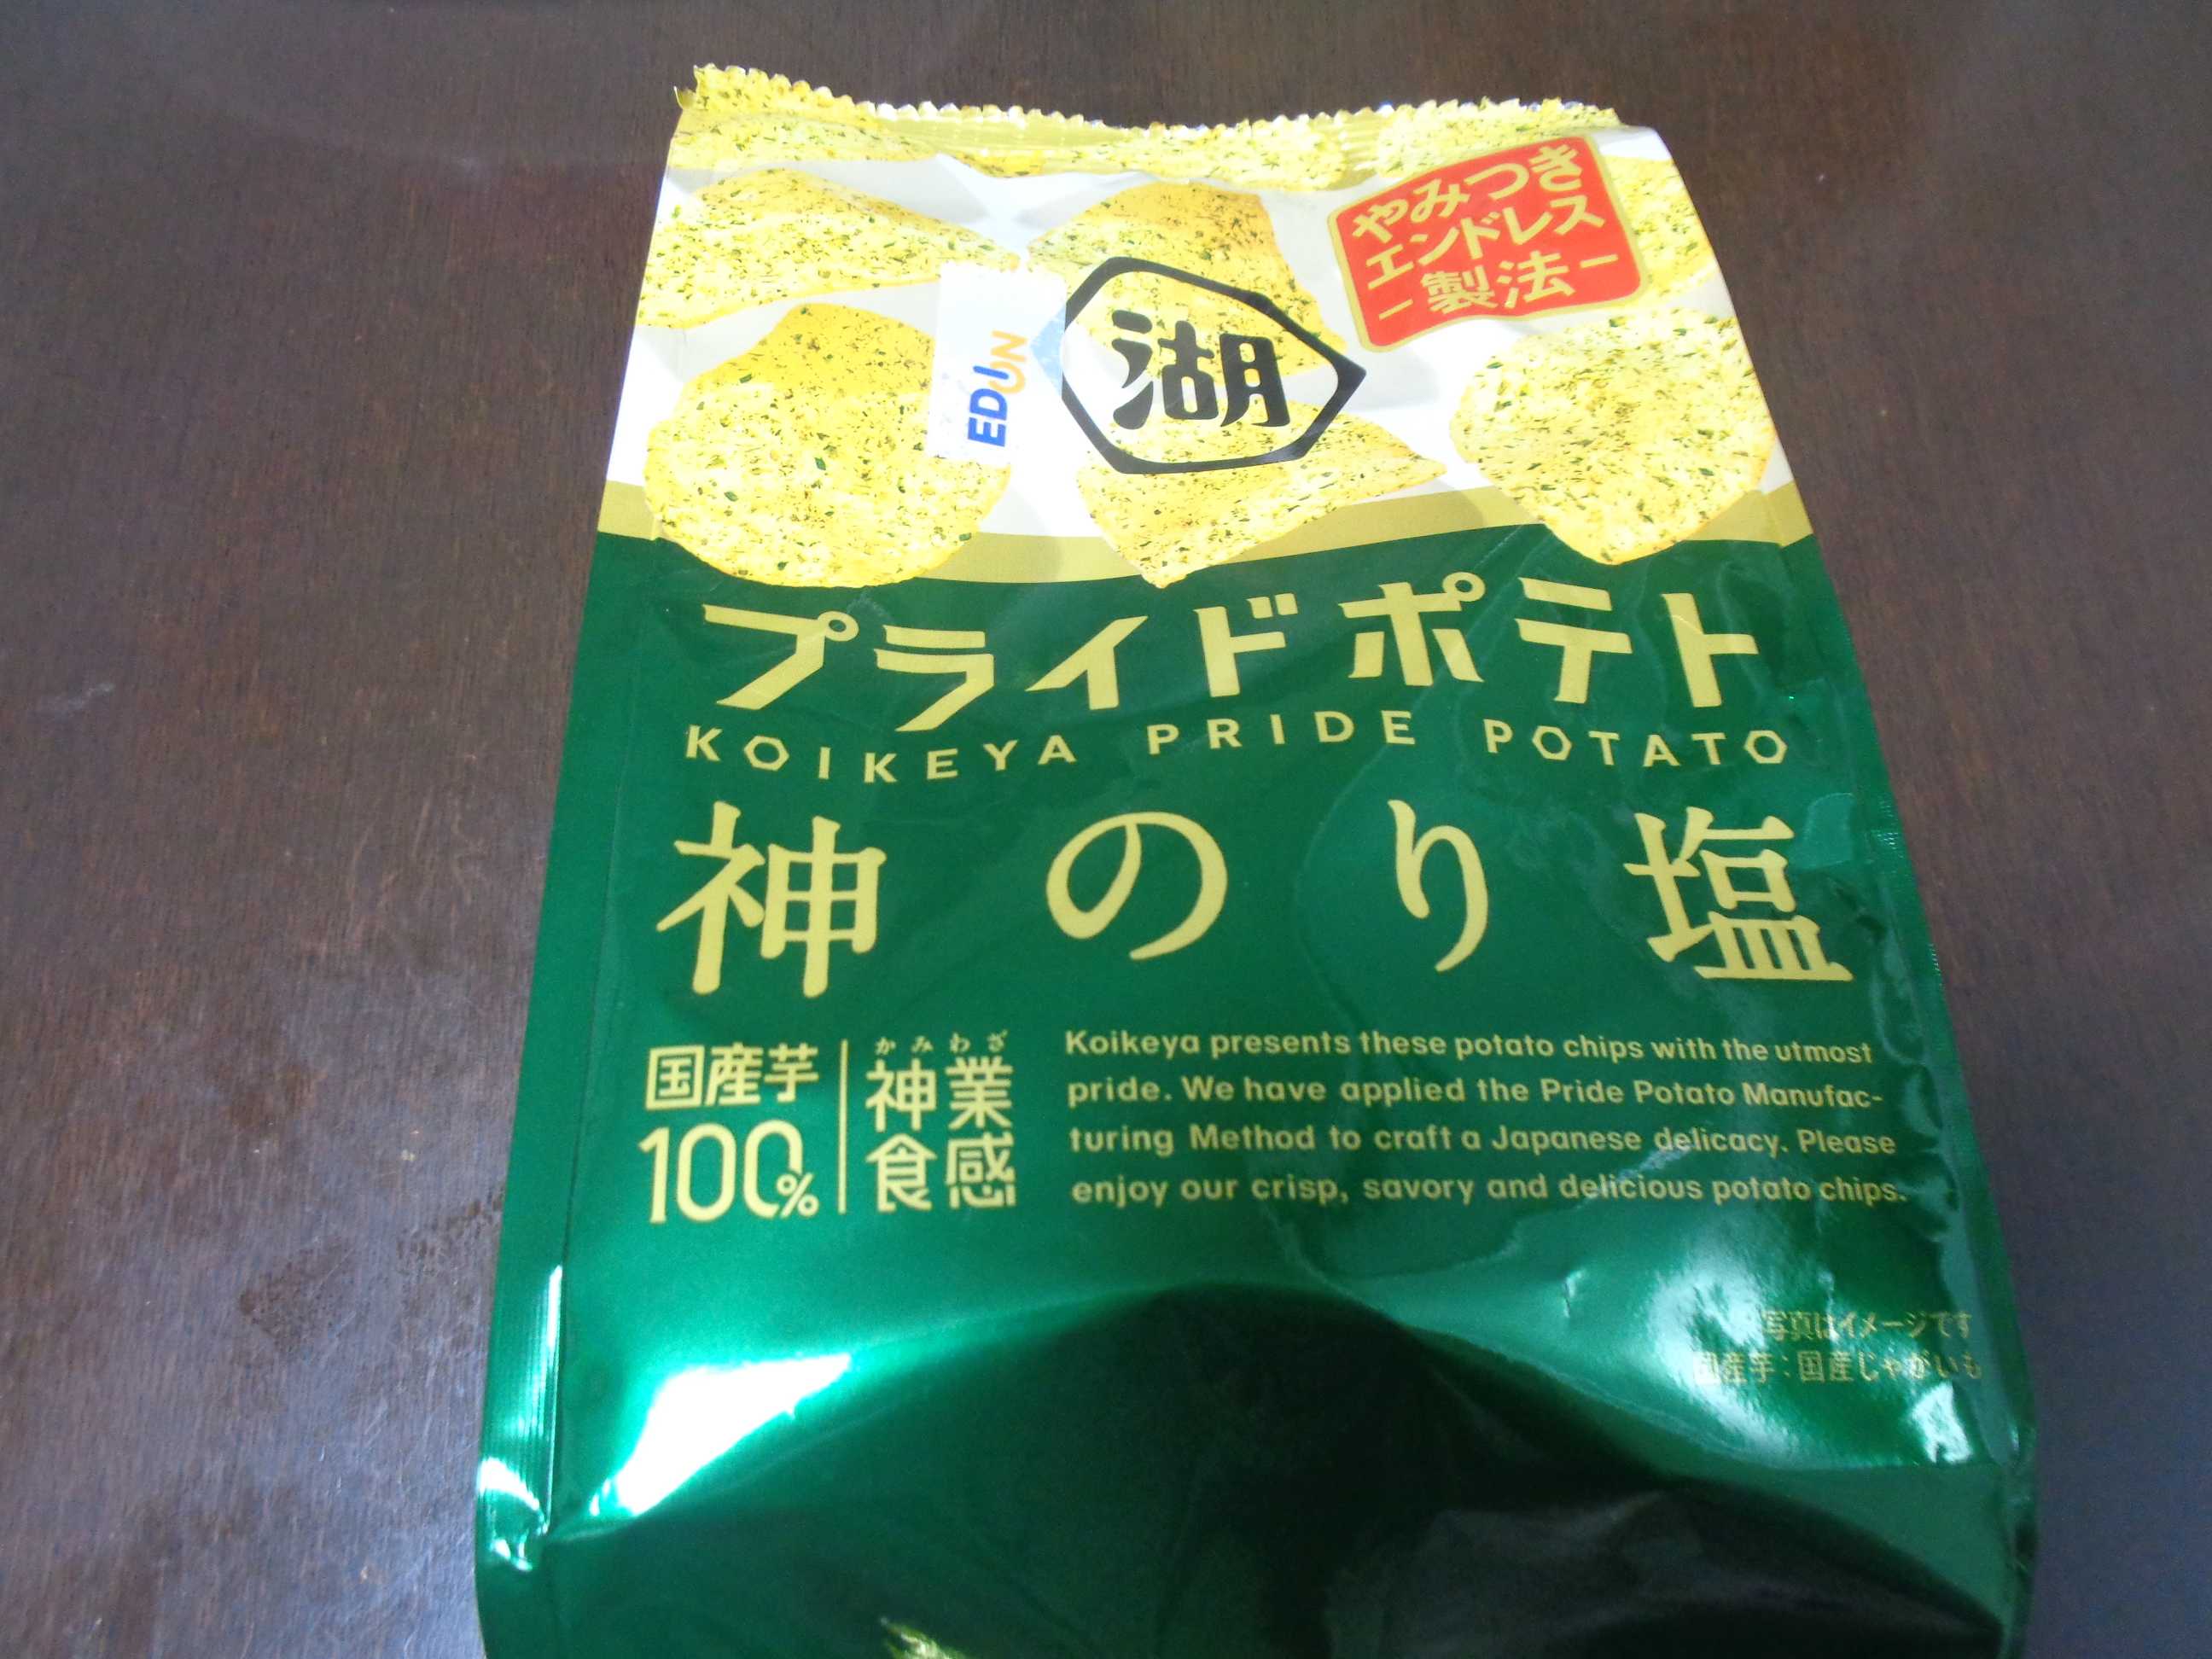 やみつき
エンドレス
製法
湖
EDION
プライドポテト
KOIKEYA PRIDE POTATO
神のり塩
国産芋
100%
かみわざ
神業
食感
Koikeya presents these potato chips with the utmost
pride. We have applied the Pride Potato Manufac-
turing Method to craft a Japanese delicacy. Please
enjoy our crisp, savory and delicious potato chips.
写真はイメージです
国産芋：国産じゃがいも